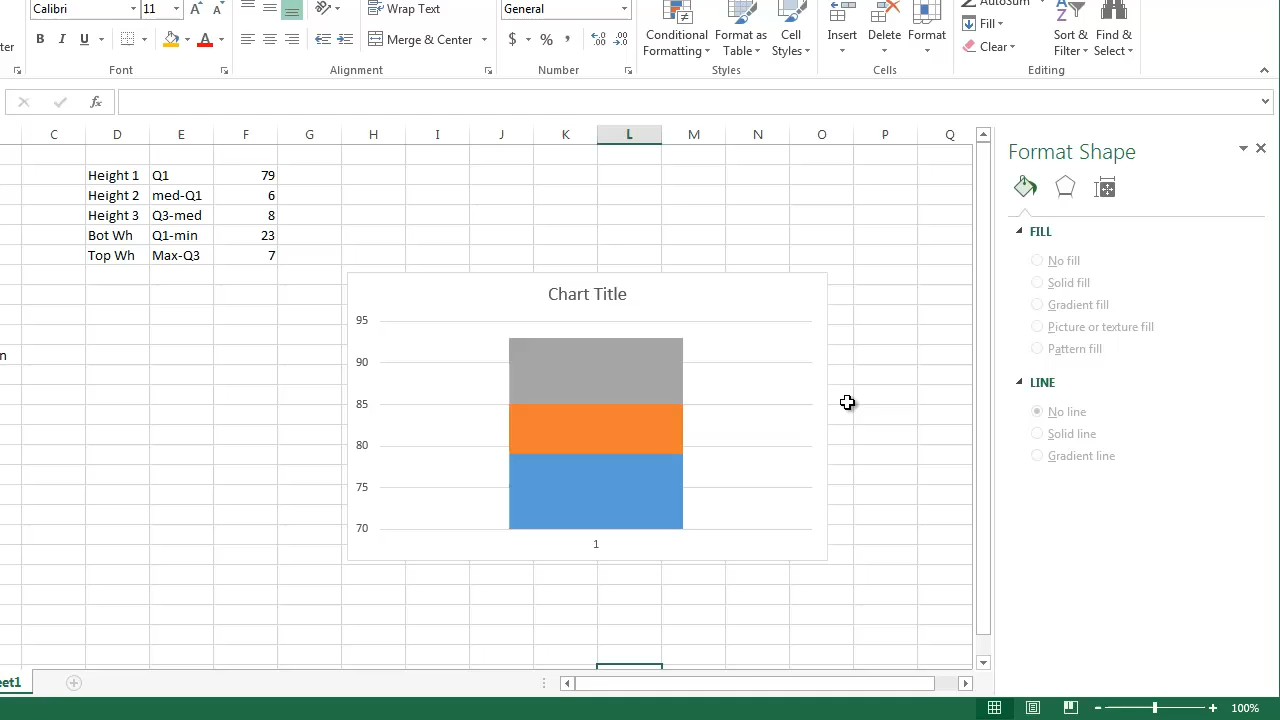 Calibri 11 A A Wrap Text General AutoSum
ter B I U A Merge & Center $ % , Conditional Formatting Format as Table Cell Styles Insert Delete Format Fill Clear Sort & Filter Find & Select
Font Alignment Number Styles Cells Editing
fx
C D E F G H I J K L M N O P Q
Height 1 Q1 79
Height 2 med-Q1 6
Height 3 Q3-med 8
Bot Wh Q1-min 23
Top Wh Max-Q3 7
n
Chart Title
95
90
85
80
75
70
1
Format Shape
FILL
No fill
Solid fill
Gradient fill
Picture or texture fill
Pattern fill
LINE
No line
Solid line
Gradient line
eet1
100%